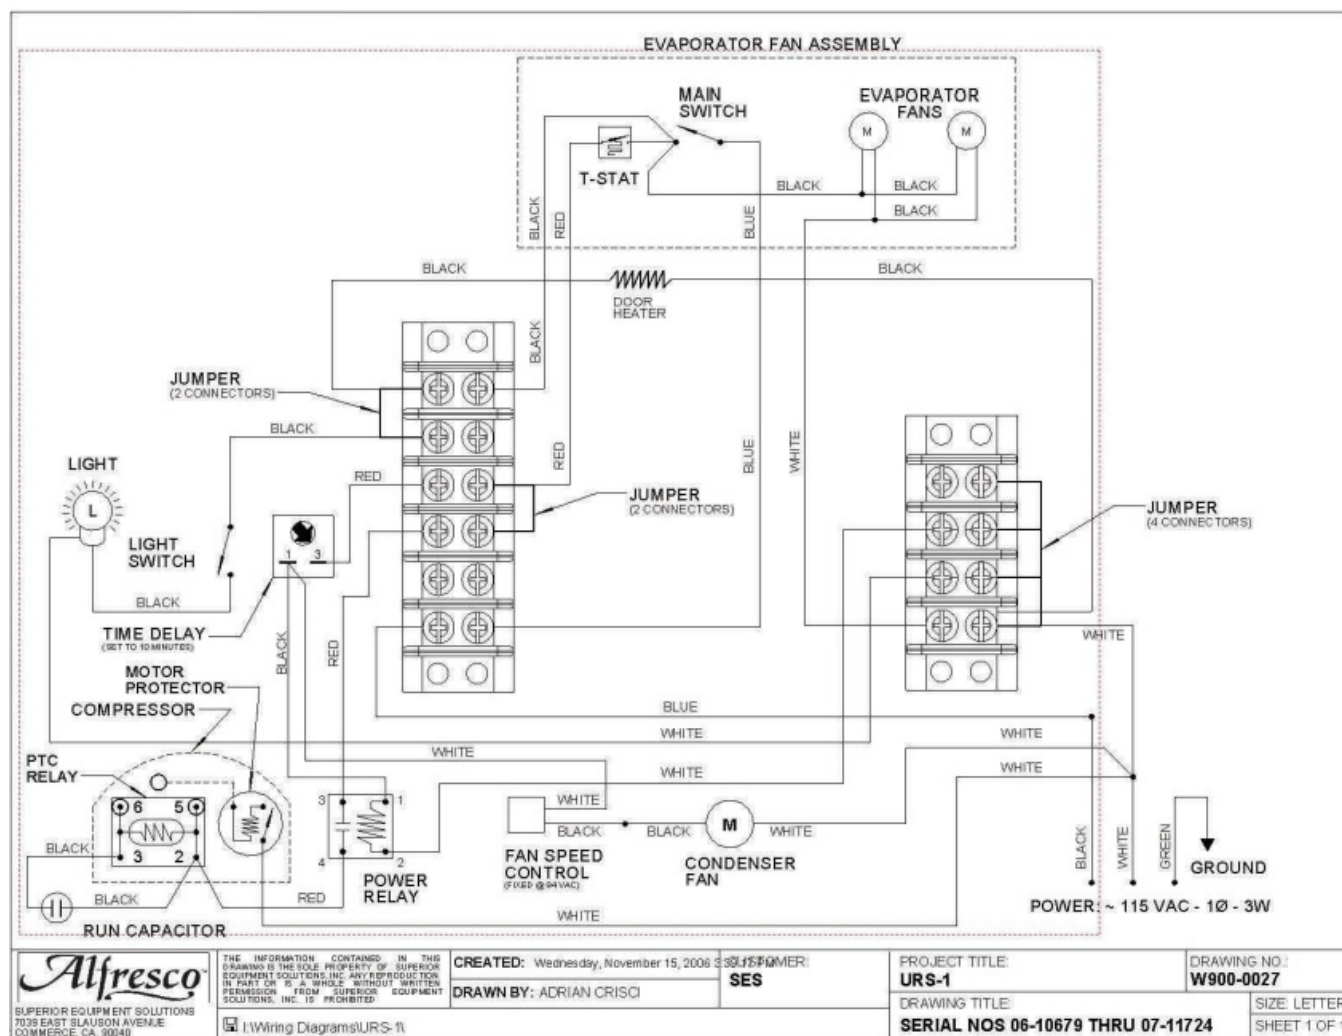 EVAPORATOR FAN ASSEMBLY
MAIN
SWITCH
EVAPORATOR
FANS
M
M
T-STAT
BLACK
BLACK
BLACK
BLACK
RED
BLUE
BLACK
BLACK
DOOR
HEATER
BLACK
JUMPER
(2 CONNECTORS)
BLACK
RED
BLUE
WHITE
LIGHT
RED
L
JUMPER
(2 CONNECTORS)
JUMPER
(4 CONNECTORS)
LIGHT
SWITCH
1
3
BLACK
TIME DELAY
(SET TO 10 MINUTES)
BLACK
RED
WHITE
MOTOR
PROTECTOR
COMPRESSOR
BLUE
WHITE
WHITE
PTC
RELAY
WHITE
WHITE
WHITE
6
5
3
2
3
1
4
2
WHITE
BLACK
BLACK
M
WHITE
BLACK
FAN SPEED
CONTROL
(FIXED @ 94 VAC)
CONDENSER
FAN
BLACK
WHITE
GREEN
GROUND
BLACK
RED
POWER
RELAY
WHITE
RUN CAPACITOR
POWER: ~ 115 VAC - 1Ø - 3W
Alfresco
SUPERIOR EQUIPMENT SOLUTIONS
7039 EAST SLAUSON AVENUE
COMMERCE, CA. 90040
THE INFORMATION CONTAINED IN THIS
DRAWING IS THE SOLE PROPERTY OF SUPERIOR
EQUIPMENT SOLUTIONS, INC. ANY REPRODUCTION
IN PART OR IS A WHOLE WITHOUT WRITTEN
PERMISSION FROM SUPERIOR EQUIPMENT
SOLUTIONS, INC. IS PROHIBITED
I:\Wiring Diagrams\URS-1\
CREATED: Wednesday, November 15, 2006
DRAWN BY: ADRIAN CRISCI
CUSTOMER:
SES
PROJECT TITLE:
URS-1
DRAWING NO.:
W900-0027
DRAWING TITLE:
SERIAL NOS 06-10679 THRU 07-11724
SIZE: LETTER
SHEET 1 OF